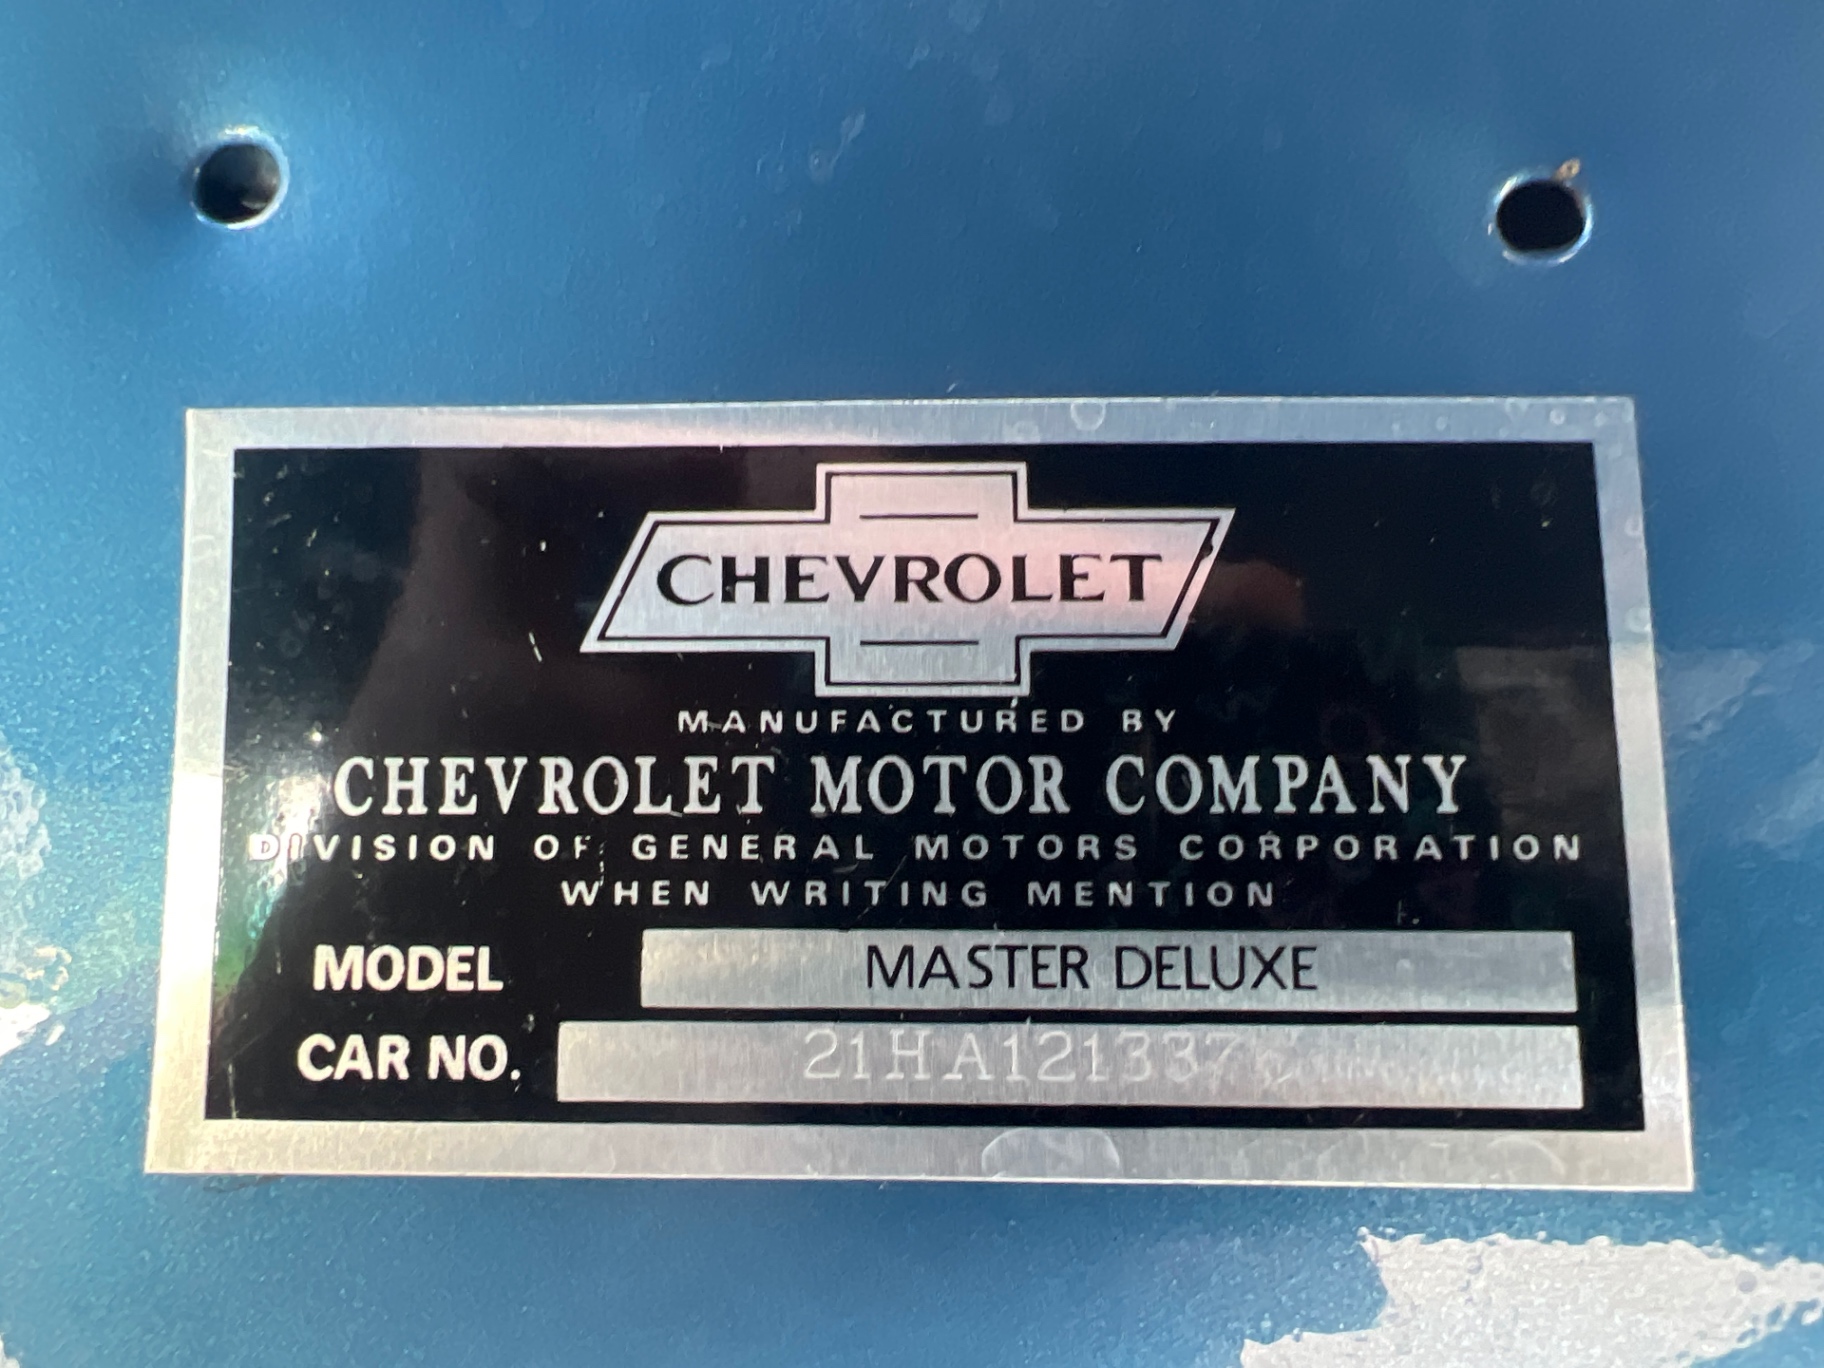 CHEVROLET
MANUFACTURED BY
CHEVROLET MOTOR COMPANY
DIVISION OF GENERAL MOTORS CORPORATION
WHEN WRITING MENTION
MODEL MASTER DELUXE
CAR NO. 21HA121337